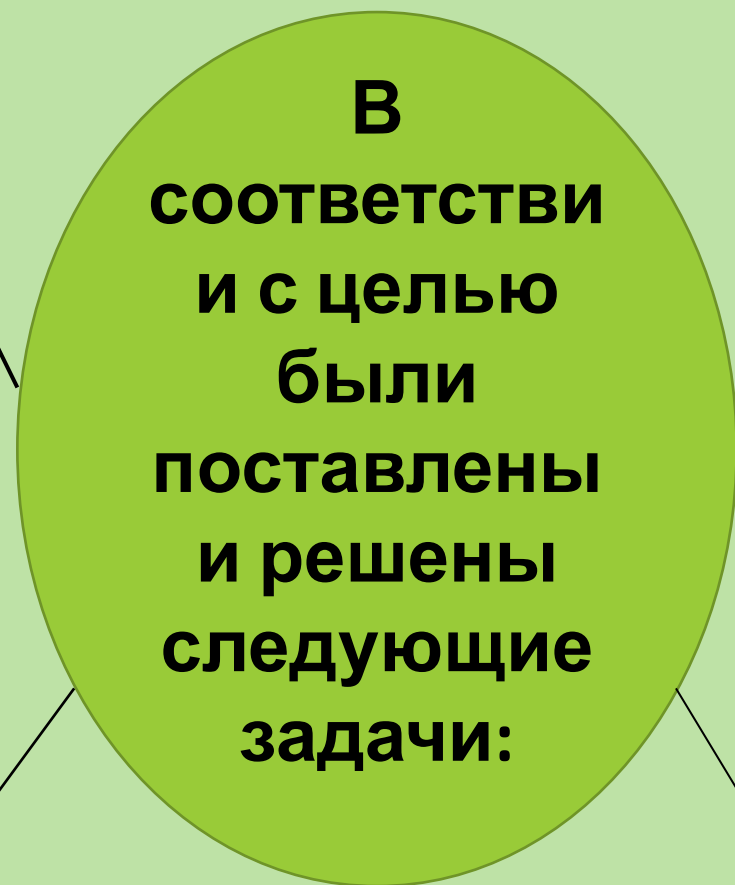 В
соответстви
и с целью
были
поставлены
и решены
следующие
задачи: